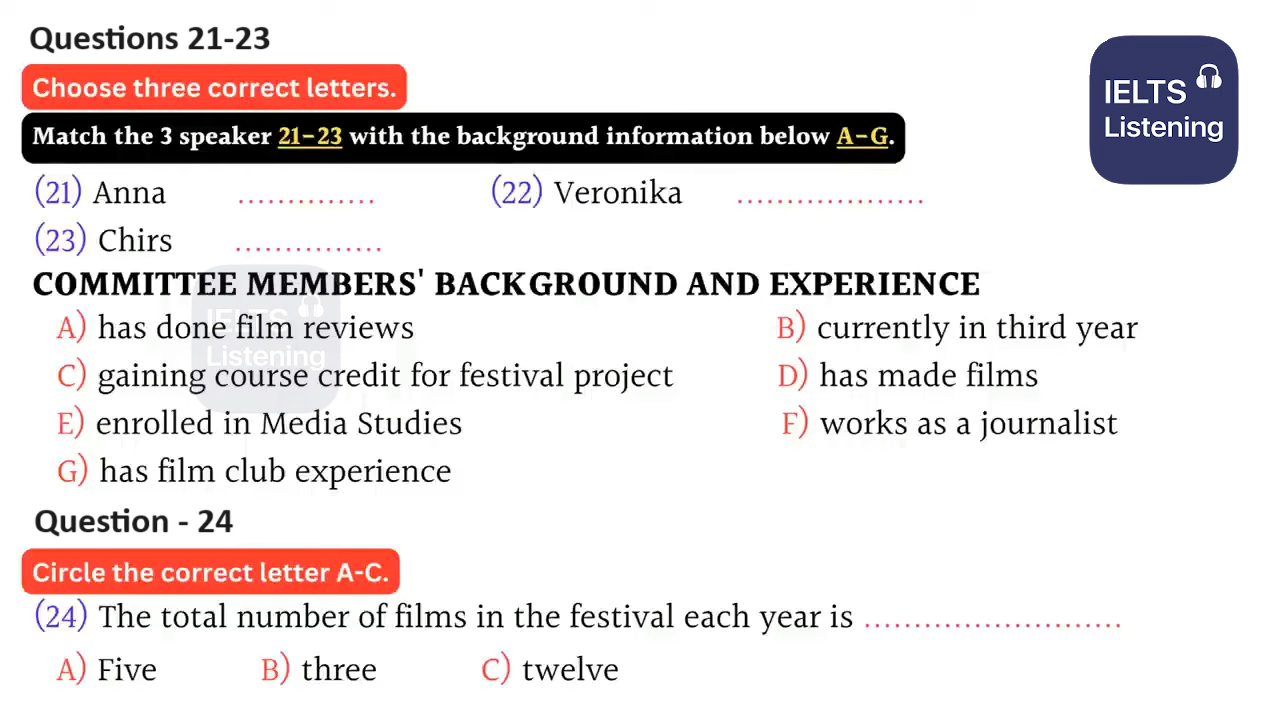 Questions 21-23
IELTS
Listening
Choose three correct letters.
Match the 3 speaker 21-23 with the background information below A-G.
(21) Anna .............. (22) Veronika ...................
(23) Chirs ...............
COMMITTEE MEMBERS' BACKGROUND AND EXPERIENCE
IELTS
Listening
A) has done film reviews B) currently in third year
C) gaining course credit for festival project D) has made films
E) enrolled in Media Studies F) works as a journalist
G) has film club experience
Question - 24
Circle the correct letter A-C.
(24) The total number of films in the festival each year is ..........................
A) Five B) three C) twelve